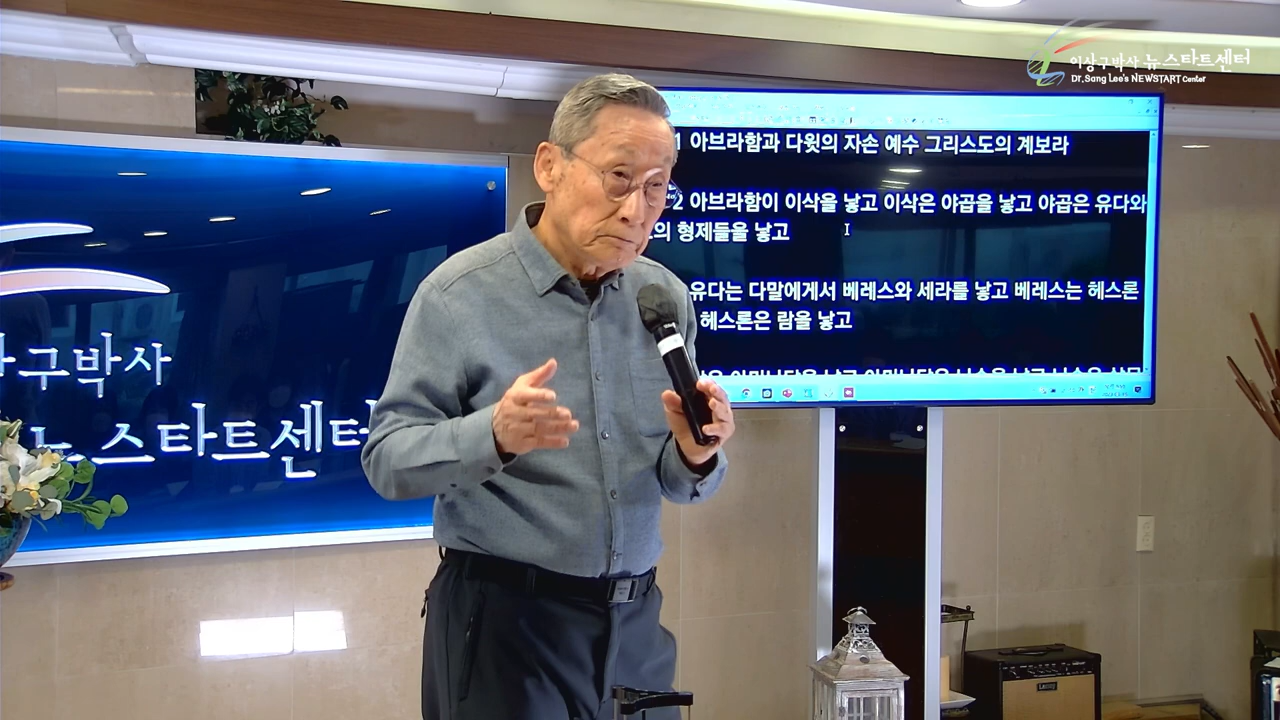 이상구박사 뉴스타트센터
Dr. Sang Lee's NEWSTART Center
1 아브라함과 다윗의 자손 예수 그리스도의 계보라
2 아브라함이 이삭을 낳고 이삭은 야곱을 낳고 야곱은 유다와
의 형제들을 낳고
유다는 다말에게서 베레스와 세라를 낳고 베레스는 헤스론
헤스론은 람을 낳고
상구박사
뉴스타트센터
LANEY